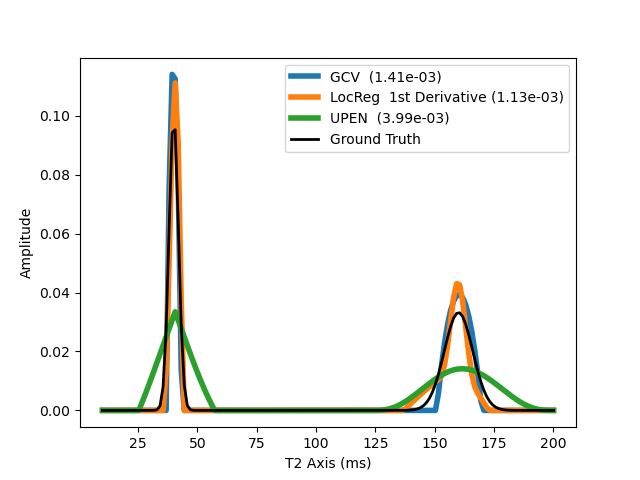 GCV (1.41e-03)
LocReg 1st Derivative (1.13e-03)
UPEN (3.99e-03)
Ground Truth
Amplitude
0.10
0.08
0.06
0.04
0.02
0.00
25 50 75 100 125 150 175 200
T2 Axis (ms)